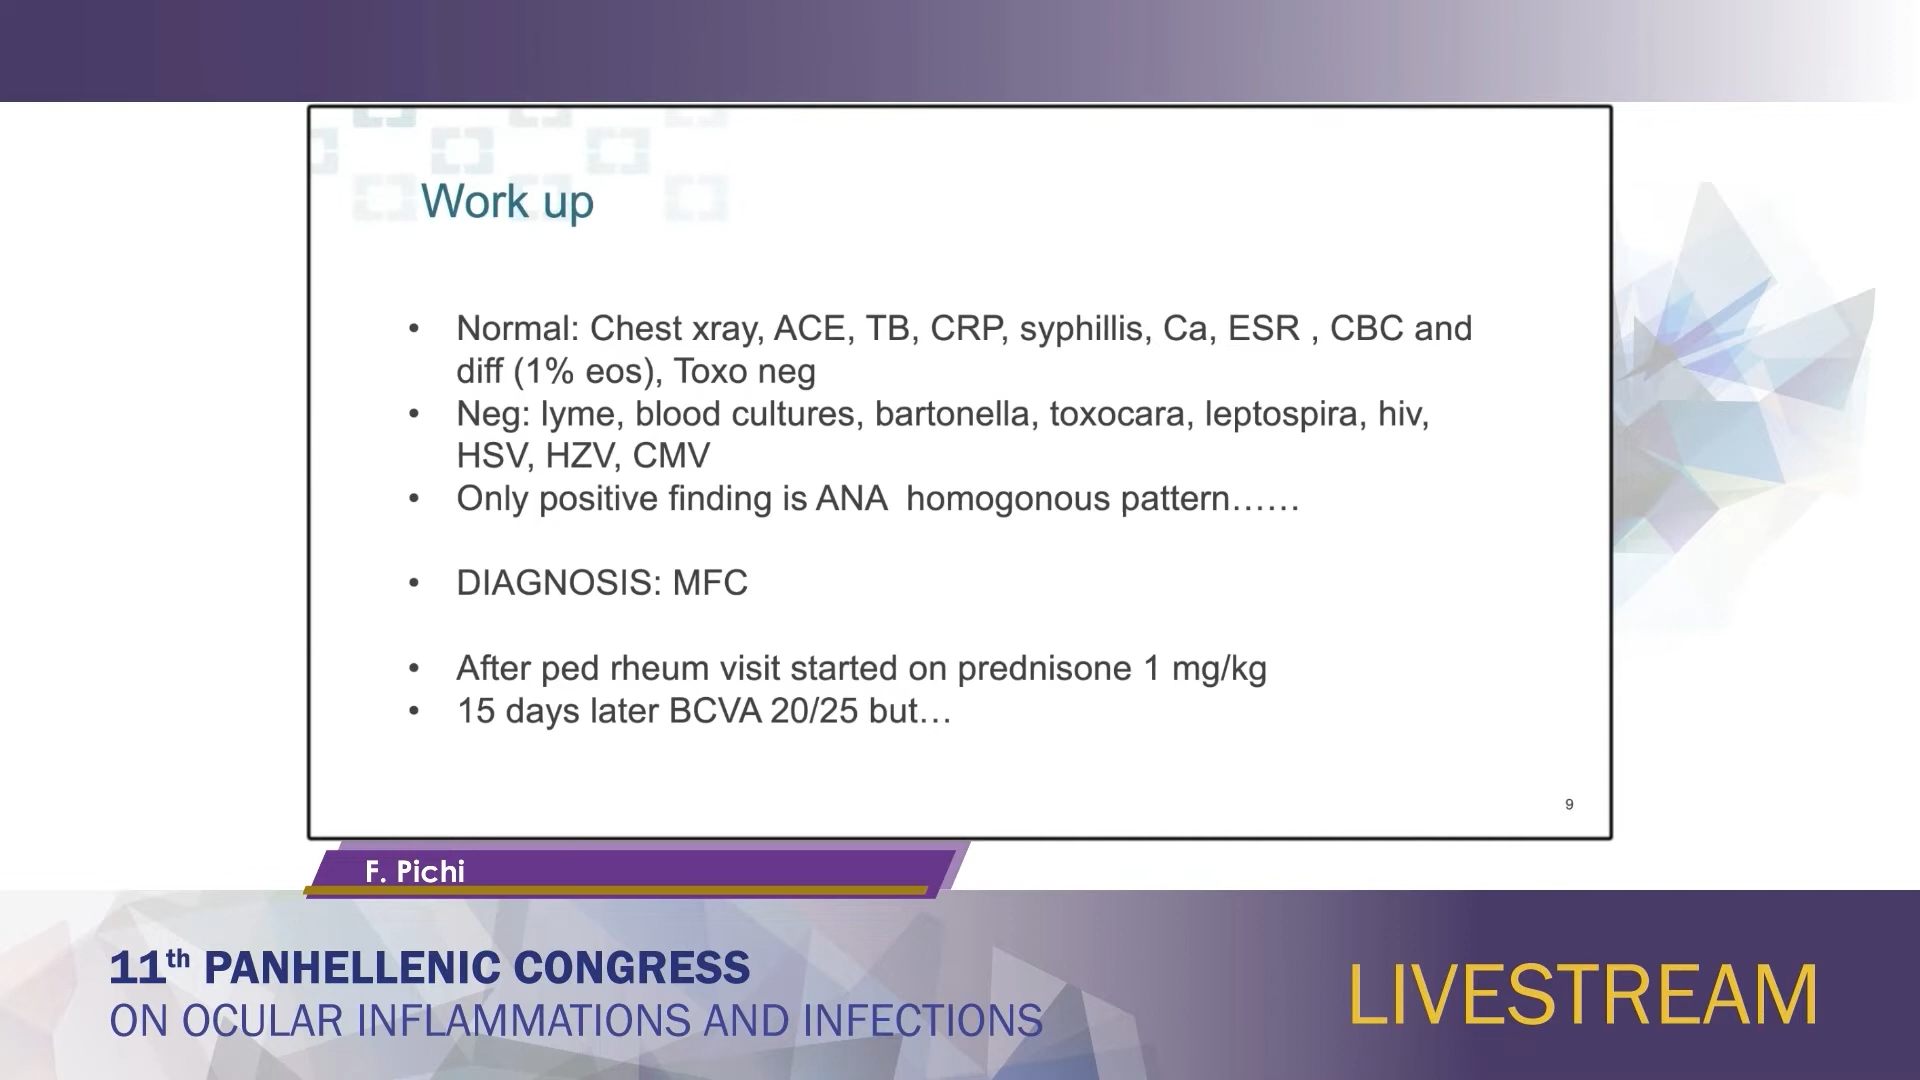 Work up
• Normal: Chest xray, ACE, TB, CRP, syphillis, Ca, ESR , CBC and
diff (1% eos), Toxo neg
• Neg: lyme, blood cultures, bartonella, toxocara, leptospira, hiv,
HSV, HZV, CMV
• Only positive finding is ANA  homogonous pattern……
• DIAGNOSIS: MFC
• After ped rheum visit started on prednisone 1 mg/kg
• 15 days later BCVA 20/25 but…
9
F. Pichi
11th PANHELLENIC CONGRESS
ON OCULAR INFLAMMATIONS AND INFECTIONS
LIVESTREAM